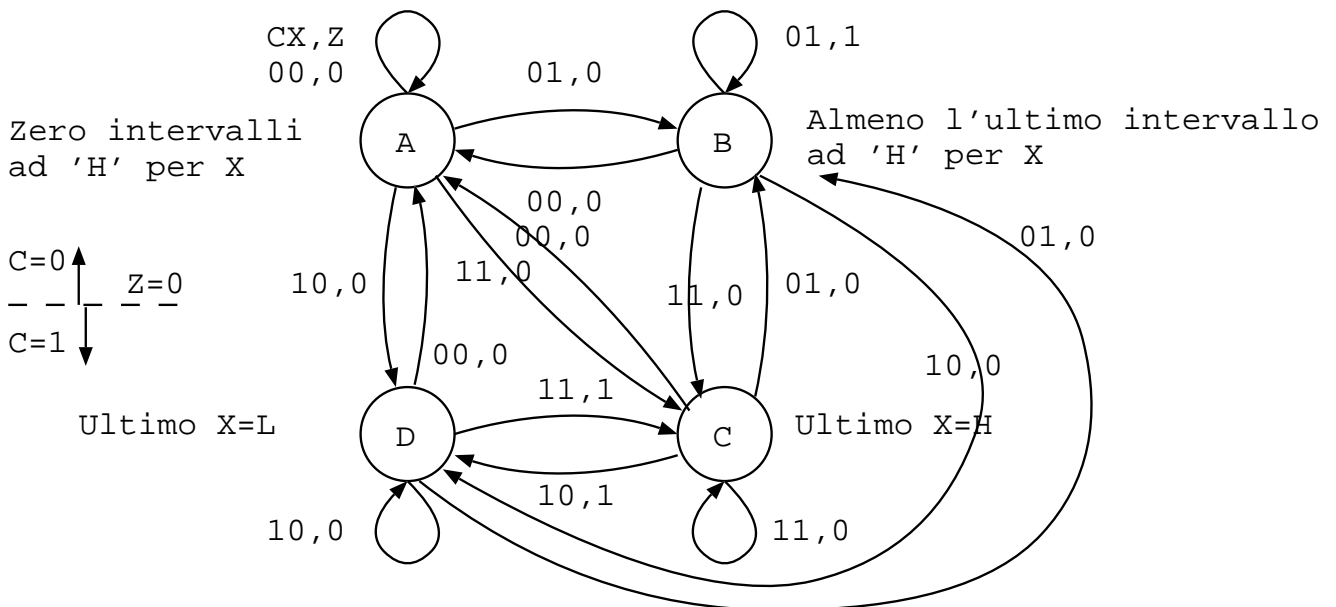 CX,Z
00,0
01,0
01,1
Zero intervalli
ad 'H' per X
A
B
Almeno l'ultimo intervallo
ad 'H' per X
00,0
00,0
01,0
C=0
Z=0
C=1
10,0
11,0
11,0
01,0
00,0
10,0
11,1
Ultimo X=L
D
C
Ultimo X=H
10,1
10,0
11,0